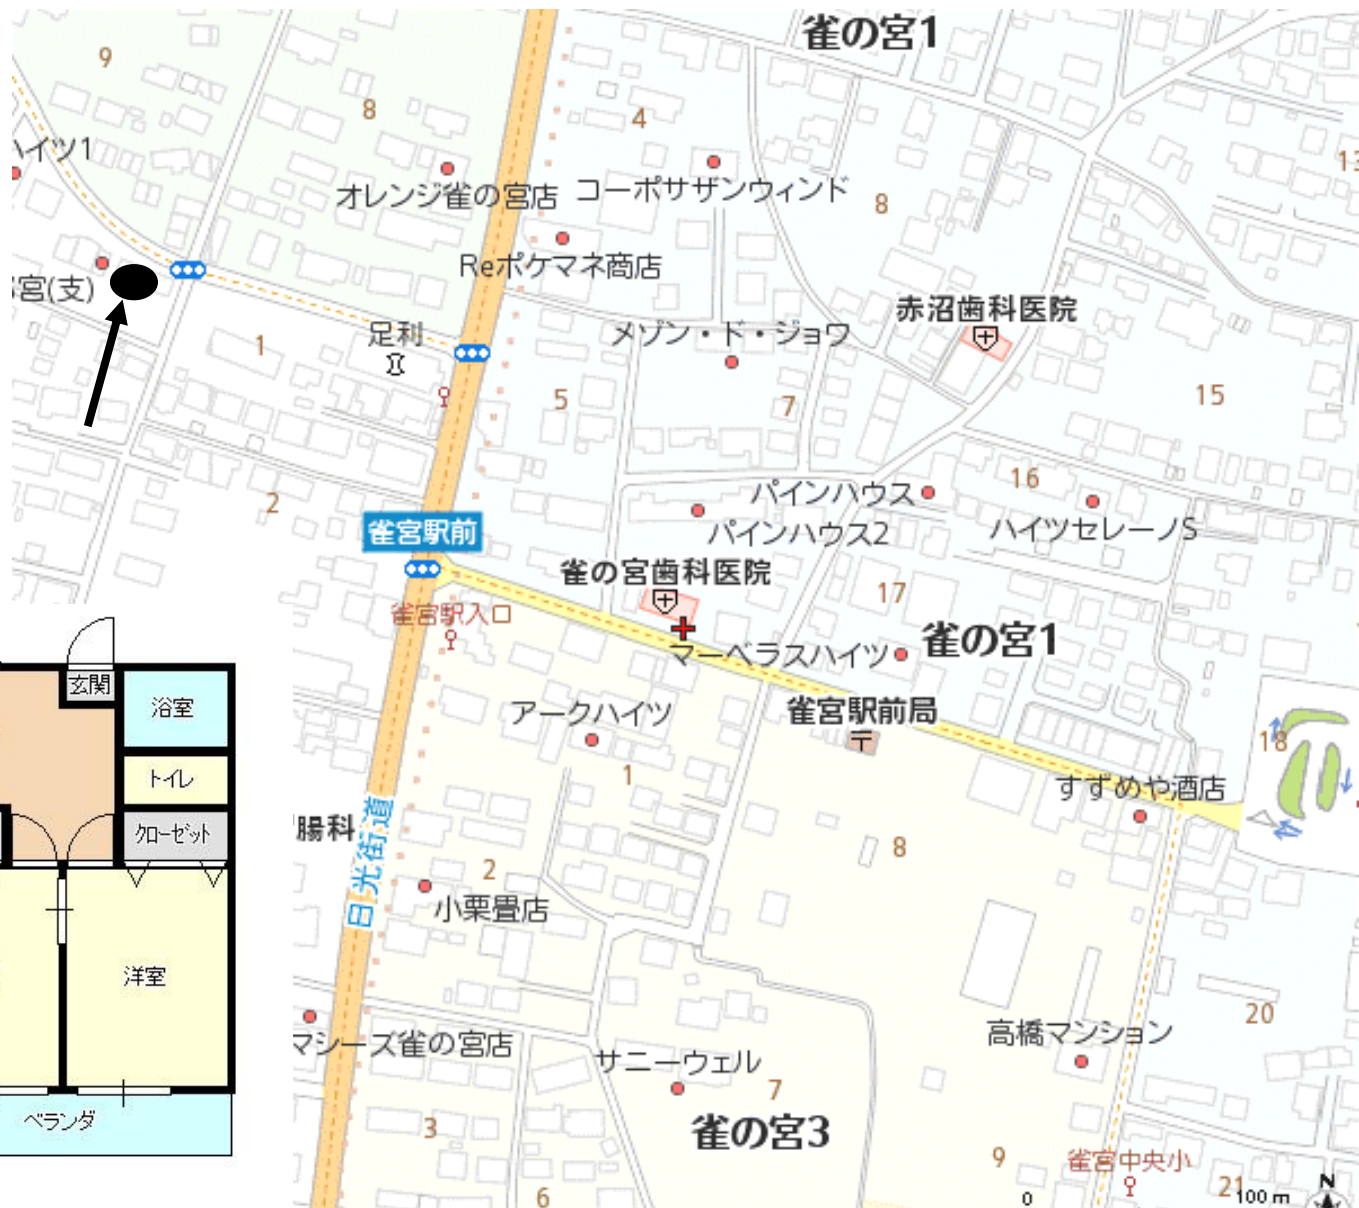 雀の宮1
9
8
4
13
ハイツ1
オレンジ雀の宮店
コーポサザンウィンド
8
Reポケマネ商店
宮(支)
赤沼歯科医院
足利
メゾン・ド・ジョワ
1
5
7
15
2
パインハウス
16
雀宮駅前
パインハウス2
ハイツセレーノS
雀の宮歯科医院
17
雀宮駅入口
マーベラスハイツ
雀の宮1
玄関
浴室
アークハイツ
雀宮駅前局
18
トイレ
1
すずめや酒店
クローゼット
腸科
日光街道
8
2
小栗畳店
洋室
20
マシーズ雀の宮店
高橋マンション
サニーウェル
7
ベランダ
3
雀の宮3
9
雀宮中央小
6
21
0
100 m
N